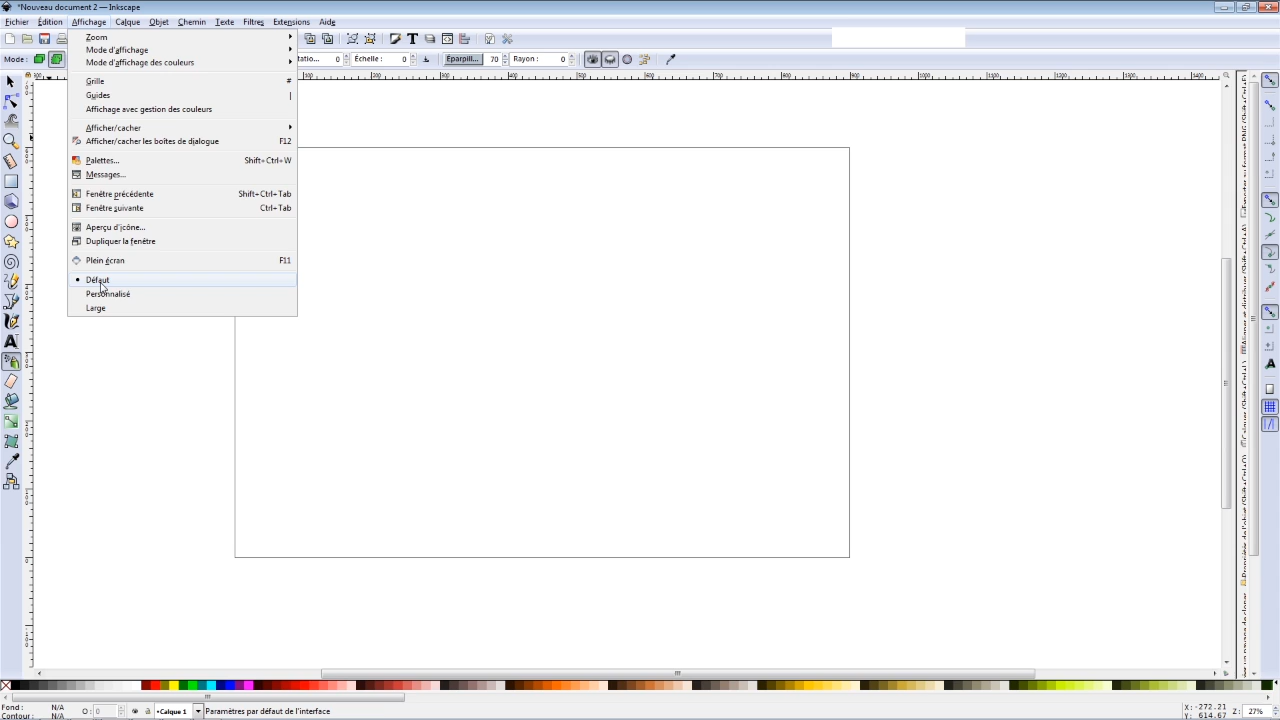 *Nouveau document 2 — Inkscape
Fichier Édition Affichage Calque Objet Chemin Texte Filtres Extensions Aide
Mode : tatio... 0 Échelle : 0 Éparpill... 70 Rayon : 0
Zoom
Mode d'affichage
Mode d'affichage des couleurs
Grille #
Guides |
Affichage avec gestion des couleurs
Afficher/cacher
Afficher/cacher les boîtes de dialogue F12
Palettes... Shift+Ctrl+W
Messages...
Fenêtre précédente Shift+Ctrl+Tab
Fenêtre suivante Ctrl+Tab
Aperçu d'icône...
Dupliquer la fenêtre
Plein écran F11
Défaut
Personnalisé
Large
Fond : N/A
Contour : N/A
O : 0
•Calque 1
Paramètres par défaut de l'interface
X: -272.21
Y: 614.67
Z: 27%